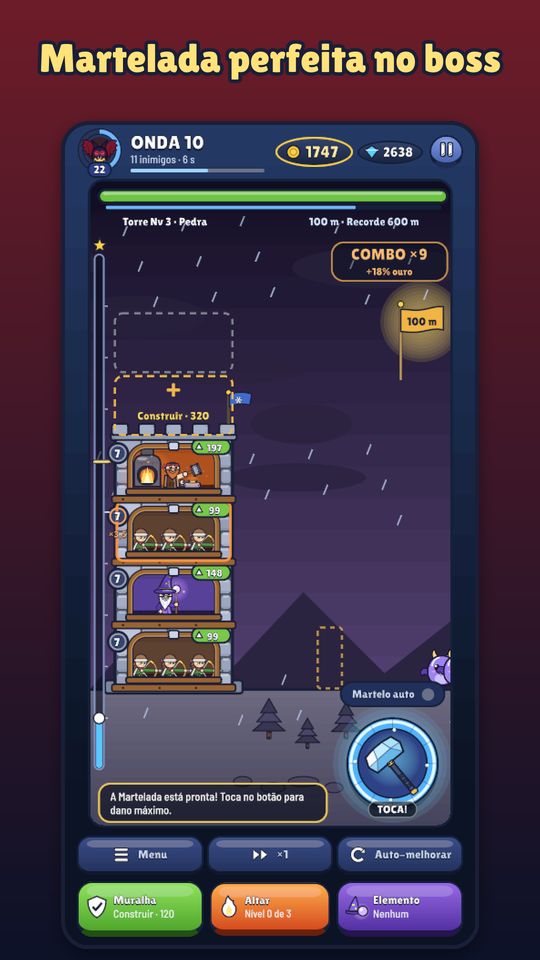 Martelada perfeita no boss
ONDA 10
11 inimigos · 6 s
1747
2638
22
Torre Nv 3 · Pedra
100 m · Recorde 600 m
COMBO ×9
+18% ouro
100 m
+
Construir · 320
7
197
7
99
7
148
7
99
Martelo auto
TOCA!
A Martelada está pronta! Toca no botão para
dano máximo.
Menu
×1
Auto-melhorar
Muralha
Construir · 120
Altar
Nível 0 de 3
Elemento
Nenhum